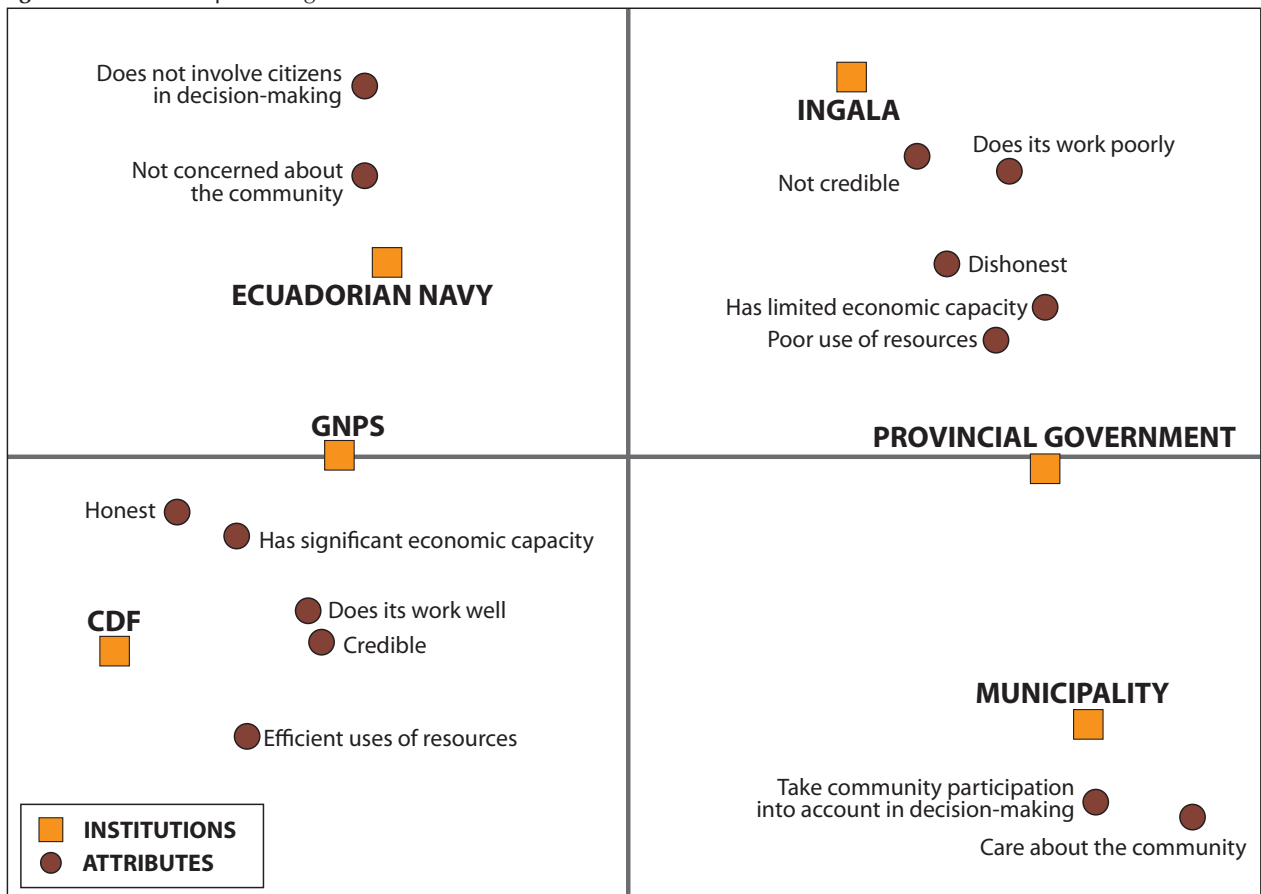 Does not involve citizens
in decision-making
Not concerned about
the community
ECUADORIAN NAVY
INGALA
Does its work poorly
Not credible
Dishonest
Has limited economic capacity
Poor use of resources
GNPS
PROVINCIAL GOVERNMENT
Honest
Has significant economic capacity
Does its work well
CDF
Credible
Efficient uses of resources
MUNICIPALITY
Take community participation
into account in decision-making
Care about the community
INSTITUTIONS
ATTRIBUTES